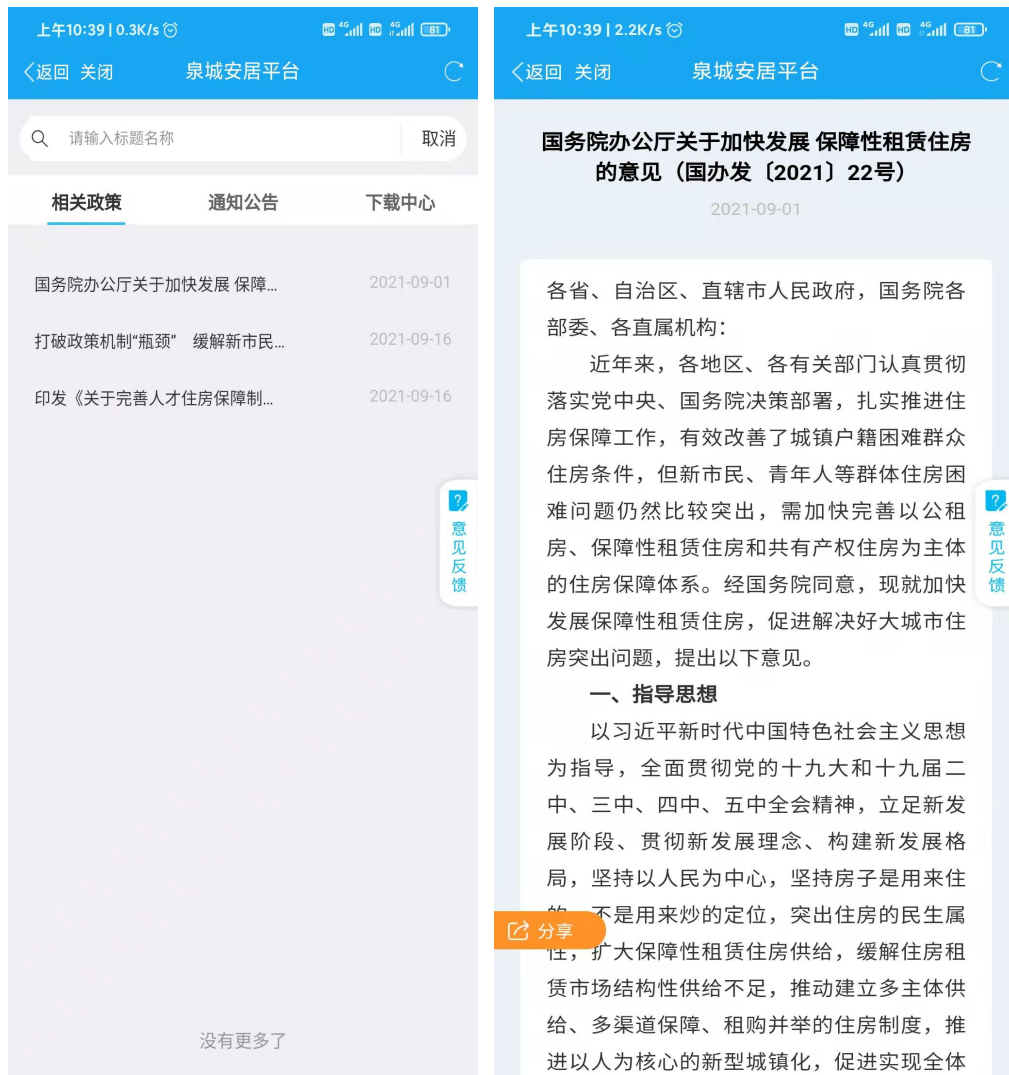 上午10:39 | 0.3K/s
HD 4G HD 4G 81
返回 关闭 泉城安居平台
请输入标题名称 取消
相关政策 通知公告 下载中心
国务院办公厅关于加快发展 保障... 2021-09-01
打破政策机制“瓶颈” 缓解新市民... 2021-09-16
印发《关于完善人才住房保障制... 2021-09-16
?
意
见
反
馈
没有更多了
上午10:39 | 2.2K/s
HD 4G HD 4G 81
返回 关闭 泉城安居平台
国务院办公厅关于加快发展 保障性租赁住房
的意见（国办发〔2021〕22号）
2021-09-01
各省、自治区、直辖市人民政府，国务院各
部委、各直属机构：
近年来，各地区、各有关部门认真贯彻
落实党中央、国务院决策部署，扎实推进住
房保障工作，有效改善了城镇户籍困难群众
住房条件，但新市民、青年人等群体住房困
难问题仍然比较突出，需加快完善以公租
房、保障性租赁住房和共有产权住房为主体
的住房保障体系。经国务院同意，现就加快
发展保障性租赁住房，促进解决好大城市住
房突出问题，提出以下意见。
一、指导思想
以习近平新时代中国特色社会主义思想
为指导，全面贯彻党的十九大和十九届二
中、三中、四中、五中全会精神，立足新发
展阶段、贯彻新发展理念、构建新发展格
局，坚持以人民为中心，坚持房子是用来住
不是用来炒的定位，突出住房的民生属
性，扩大保障性租赁住房供给，缓解住房租
赁市场结构性供给不足，推动建立多主体供
给、多渠道保障、租购并举的住房制度，推
进以人为核心的新型城镇化，促进实现全体
分享
?
意
见
反
馈